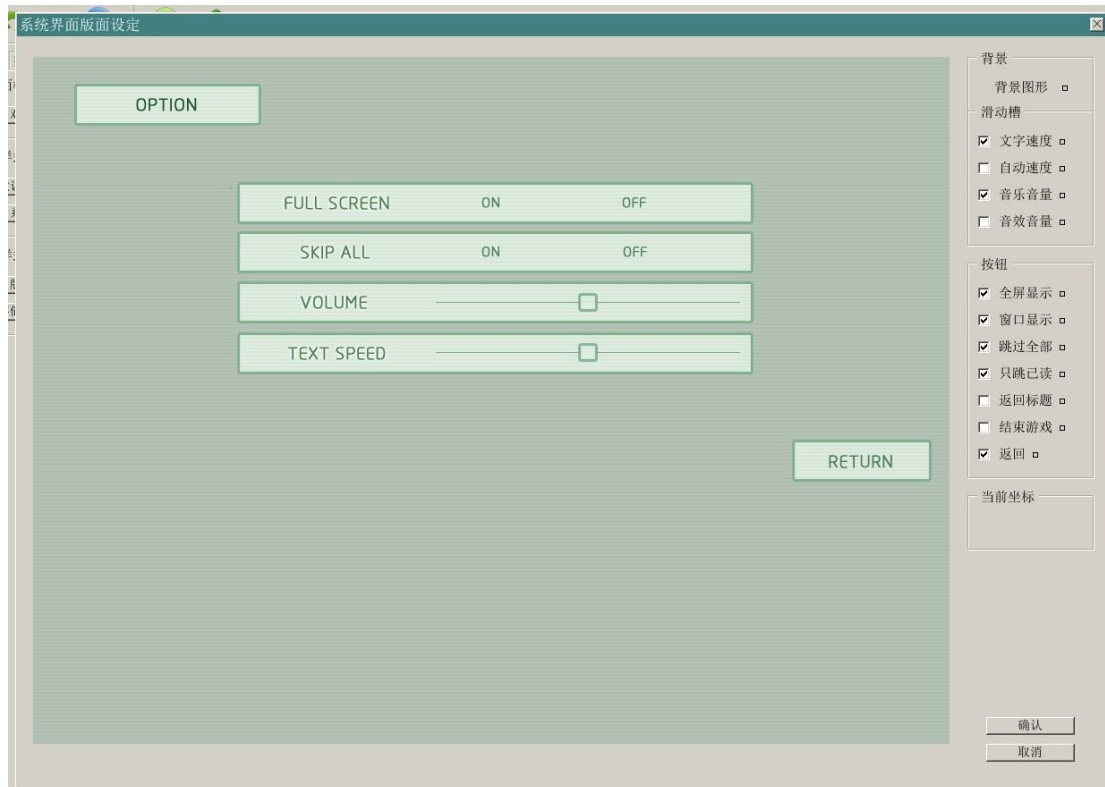 系统界面版面设定
OPTION
FULL SCREEN ON OFF
SKIP ALL ON OFF
VOLUME
TEXT SPEED
RETURN
背景
背景图形
滑动槽
文字速度
自动速度
音乐音量
音效音量
按钮
全屏显示
窗口显示
跳过全部
只跳已读
返回标题
结束游戏
返回
当前坐标
确认
取消